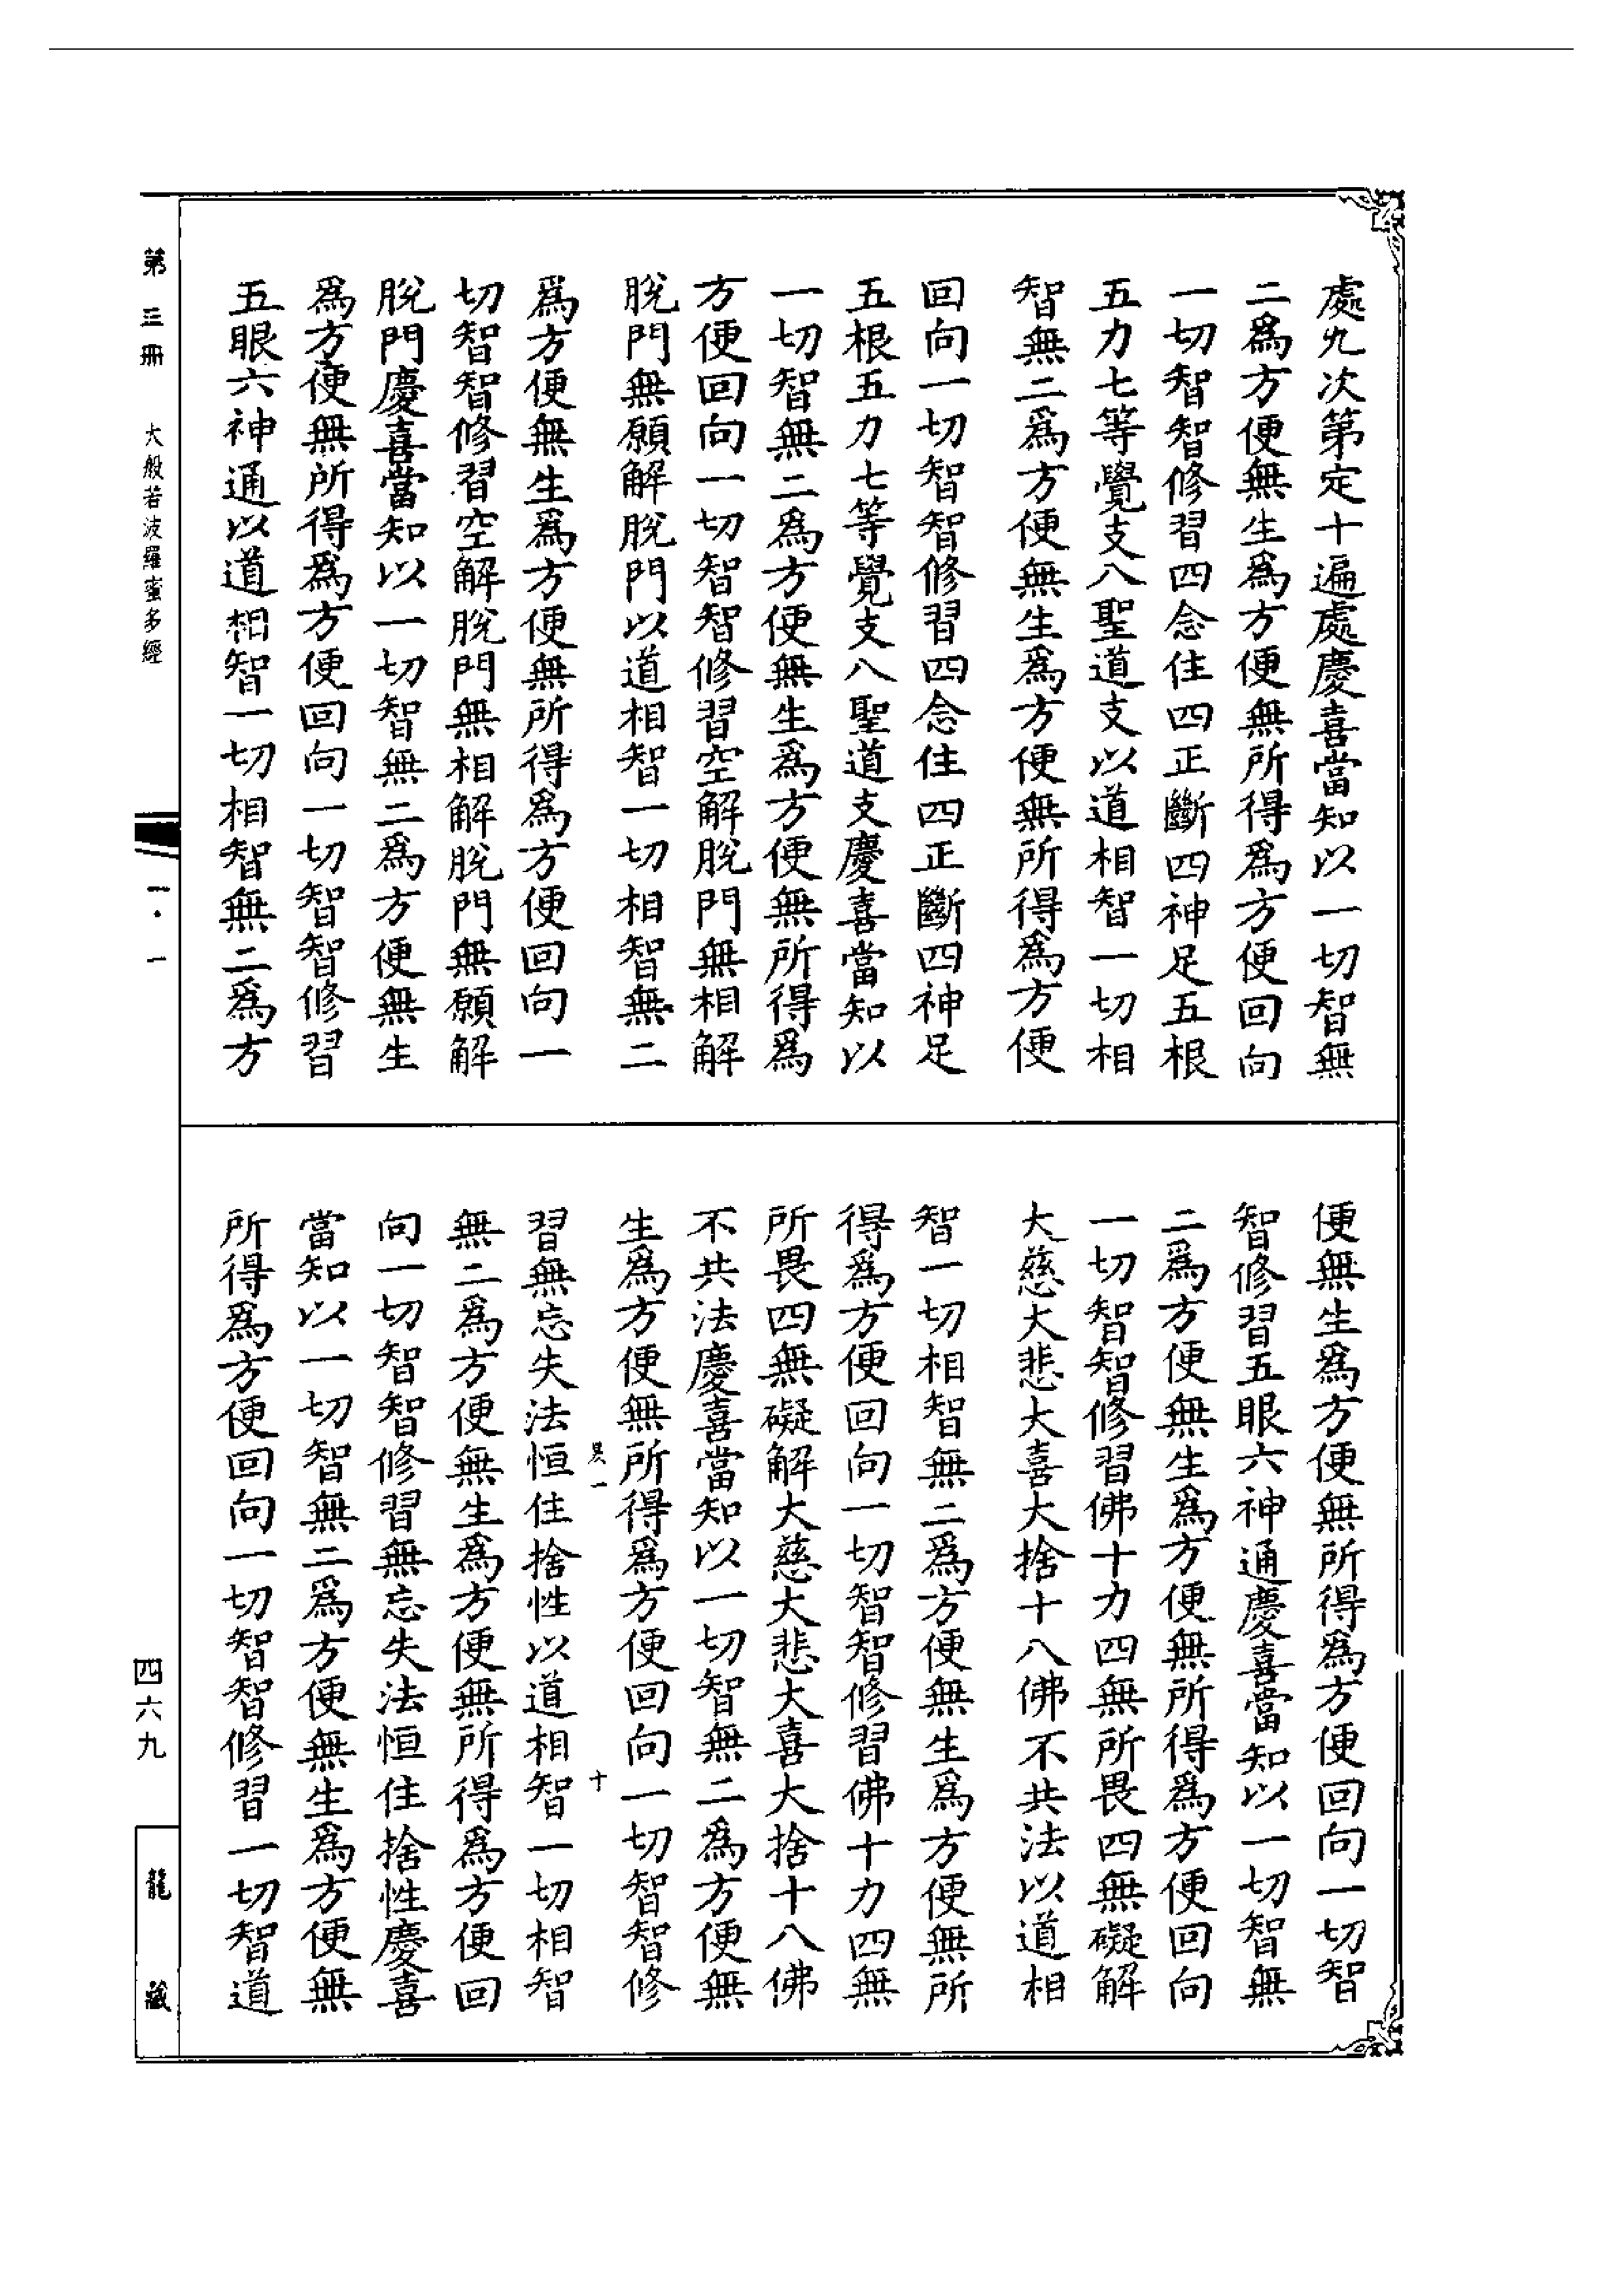 處九次第定十遍處慶喜當知以一切智無
二爲方便無生爲方便無所得爲方便回向
一切智智修習四念住四正斷四神足五根
五力七等覺支八聖道支以道相智一切相
智無二爲方便無生爲方便無所得爲方便
回向一切智智修習四念住四正斷四神足
五根五力七等覺支八聖道支慶喜當知以
一切智無二爲方便無生爲方便無所得爲
方便回向一切智智修習空解脫門無相解
脫門無願解脫門以道相智一切相智無二
爲方便無生爲方便無所得爲方便回向一
切智智修習空解脫門無相解脫門無願解
脫門慶喜當知以一切智無二爲方便無生
爲方便無所得爲方便回向一切智智修習
五眼六神通以道相智一切相智無二爲方
便無生爲方便無所得爲方便回向一切智
智修習五眼六神通慶喜當知以一切智無
二爲方便無生爲方便無所得爲方便回向
一切智智修習佛十力四無所畏四無礙解
大慈大悲大喜大捨十八佛不共法以道相
智一切相智無二爲方便無生爲方便無所
得爲方便回向一切智智修習佛十力四無
所畏四無礙解大慈大悲大喜大捨十八佛
不共法慶喜當知以一切智無二爲方便無
生爲方便無所得爲方便回向一切智智修
一 十
習無忘失法恒住捨性以道相智一切相智
無二爲方便無生爲方便無所得爲方便回
向一切智智修習無忘失法恒住捨性慶喜
當知以一切智無二爲方便無生爲方便無
所得爲方便回向一切智智修習一切智道
第三冊 大般若波羅蜜多經
一·一
四六九
龍藏